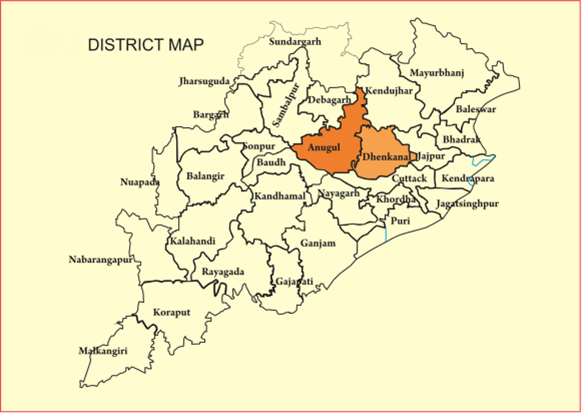 DISTRICT MAP
Sundargarh
Mayurbhanj
Jharsuguda
Sambalpur
Debagarh
Kendujhar
Baleswar
Bargarh
Bhadrak
Sonpur
Anugul
Dhenkanal
Jajpur
Baudh
Balangir
Cuttack
Kendrapara
Nuapada
Kandhamal
Nayagarh
Khordha
Jagatsinghpur
Puri
Kalahandi
Ganjam
Nabarangapur
Rayagada
Gajapati
Koraput
Malkangiri